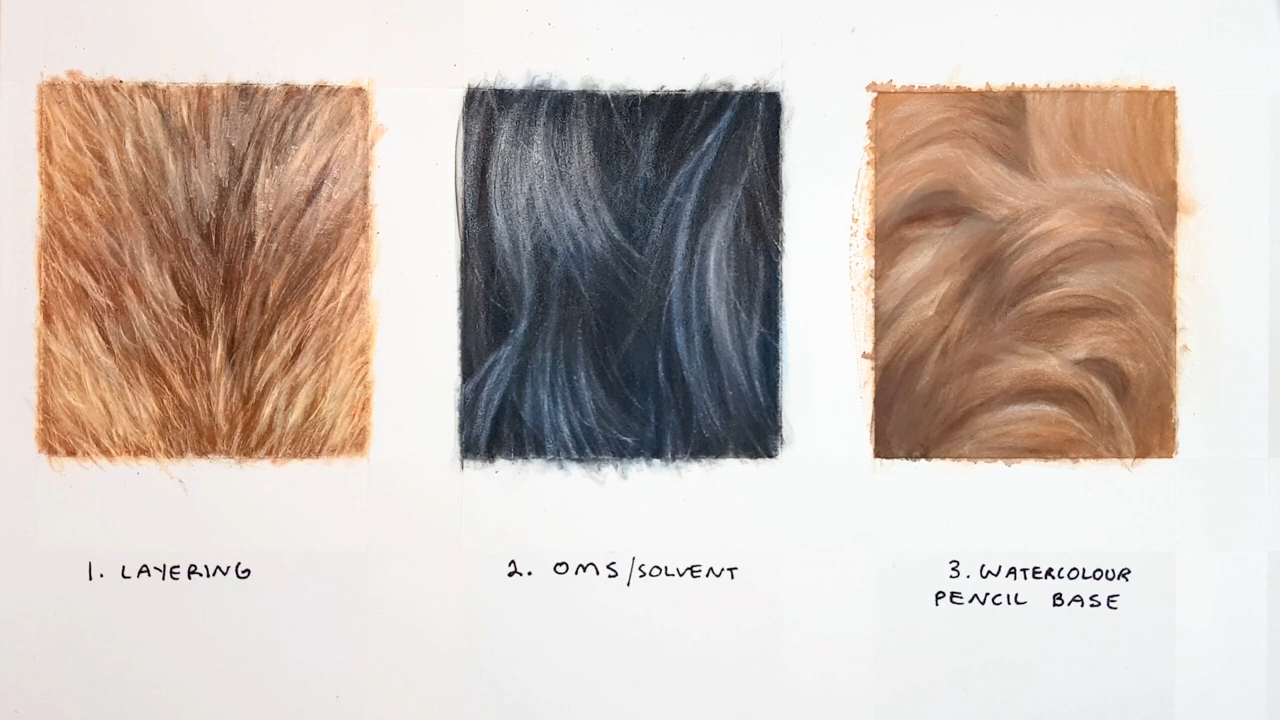 1. LAYERING
2. OMS/SOLVENT
3. WATERCOLOUR
PENCIL BASE